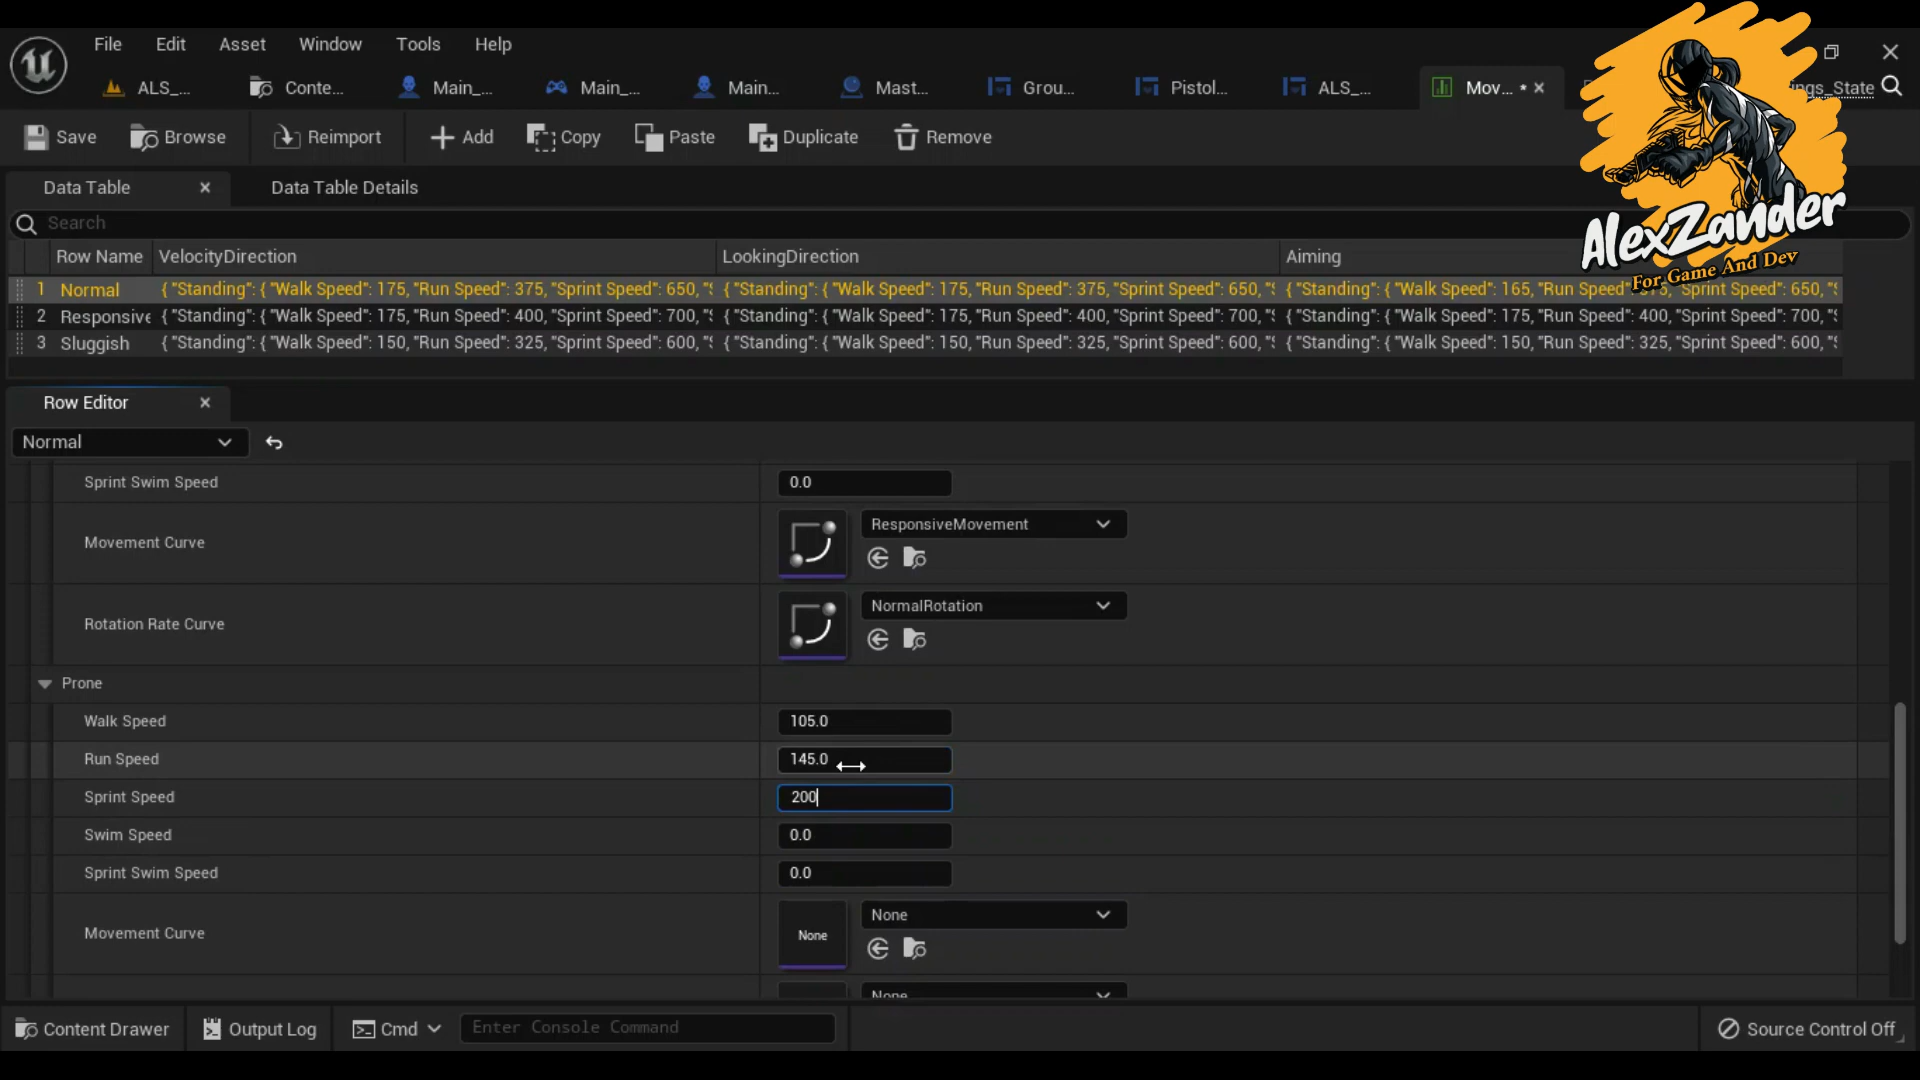 File Edit Asset Window Tools Help
ALS_... Conte... Main_... Main_... Main... Mast... Grou... Pistol... ALS_... Mov... * ings_State
Save Browse Reimport Add Copy Paste Duplicate Remove
AlexZander
For Game And Dev
Data Table Data Table Details
Search
Row Name VelocityDirection LookingDirection Aiming
1 Normal { "Standing": { "Walk Speed": 175, "Run Speed": 375, "Sprint Speed": 650, "S { "Standing": { "Walk Speed": 175, "Run Speed": 375, "Sprint Speed": 650, "S { "Standing": { "Walk Speed": 165, "Run Speed": 375, "Sprint Speed": 650, "S
2 Responsive { "Standing": { "Walk Speed": 175, "Run Speed": 400, "Sprint Speed": 700, "S { "Standing": { "Walk Speed": 175, "Run Speed": 400, "Sprint Speed": 700, "S { "Standing": { "Walk Speed": 175, "Run Speed": 400, "Sprint Speed": 700, "S
3 Sluggish { "Standing": { "Walk Speed": 150, "Run Speed": 325, "Sprint Speed": 600, "S { "Standing": { "Walk Speed": 150, "Run Speed": 325, "Sprint Speed": 600, "S { "Standing": { "Walk Speed": 150, "Run Speed": 325, "Sprint Speed": 600, "S
Row Editor
Normal
Sprint Swim Speed 0.0
Movement Curve ResponsiveMovement
Rotation Rate Curve NormalRotation
Prone
Walk Speed 105.0
Run Speed 145.0
Sprint Speed 200
Swim Speed 0.0
Sprint Swim Speed 0.0
Movement Curve None None
None
Content Drawer Output Log Cmd Enter Console Command Source Control Off